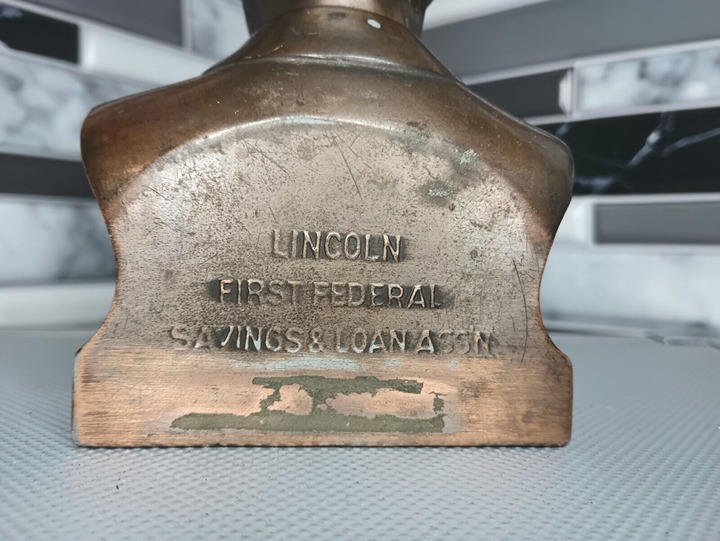 LINCOLN
FIRST FEDERAL
SAVINGS & LOAN ASSN